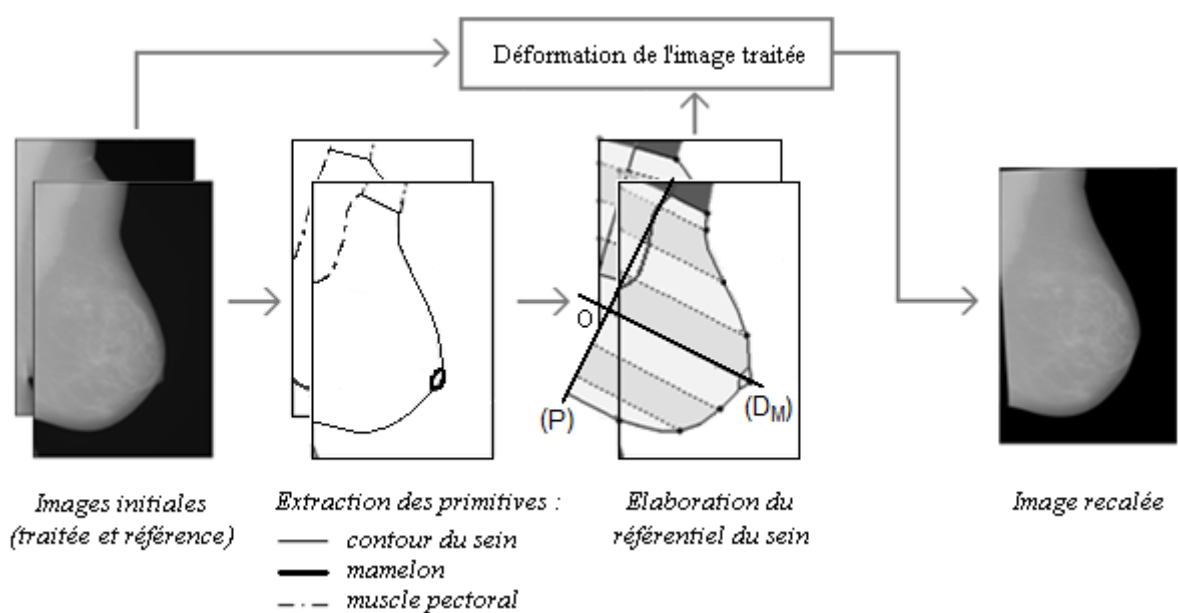 Déformation de l'image traitée
O
(P)
(D_M)
Images initiales
(traitée et référence)
Extraction des primitives :
contour du sein
mamelon
muscle pectoral
Elaboration du
référentiel du sein
Image recalée